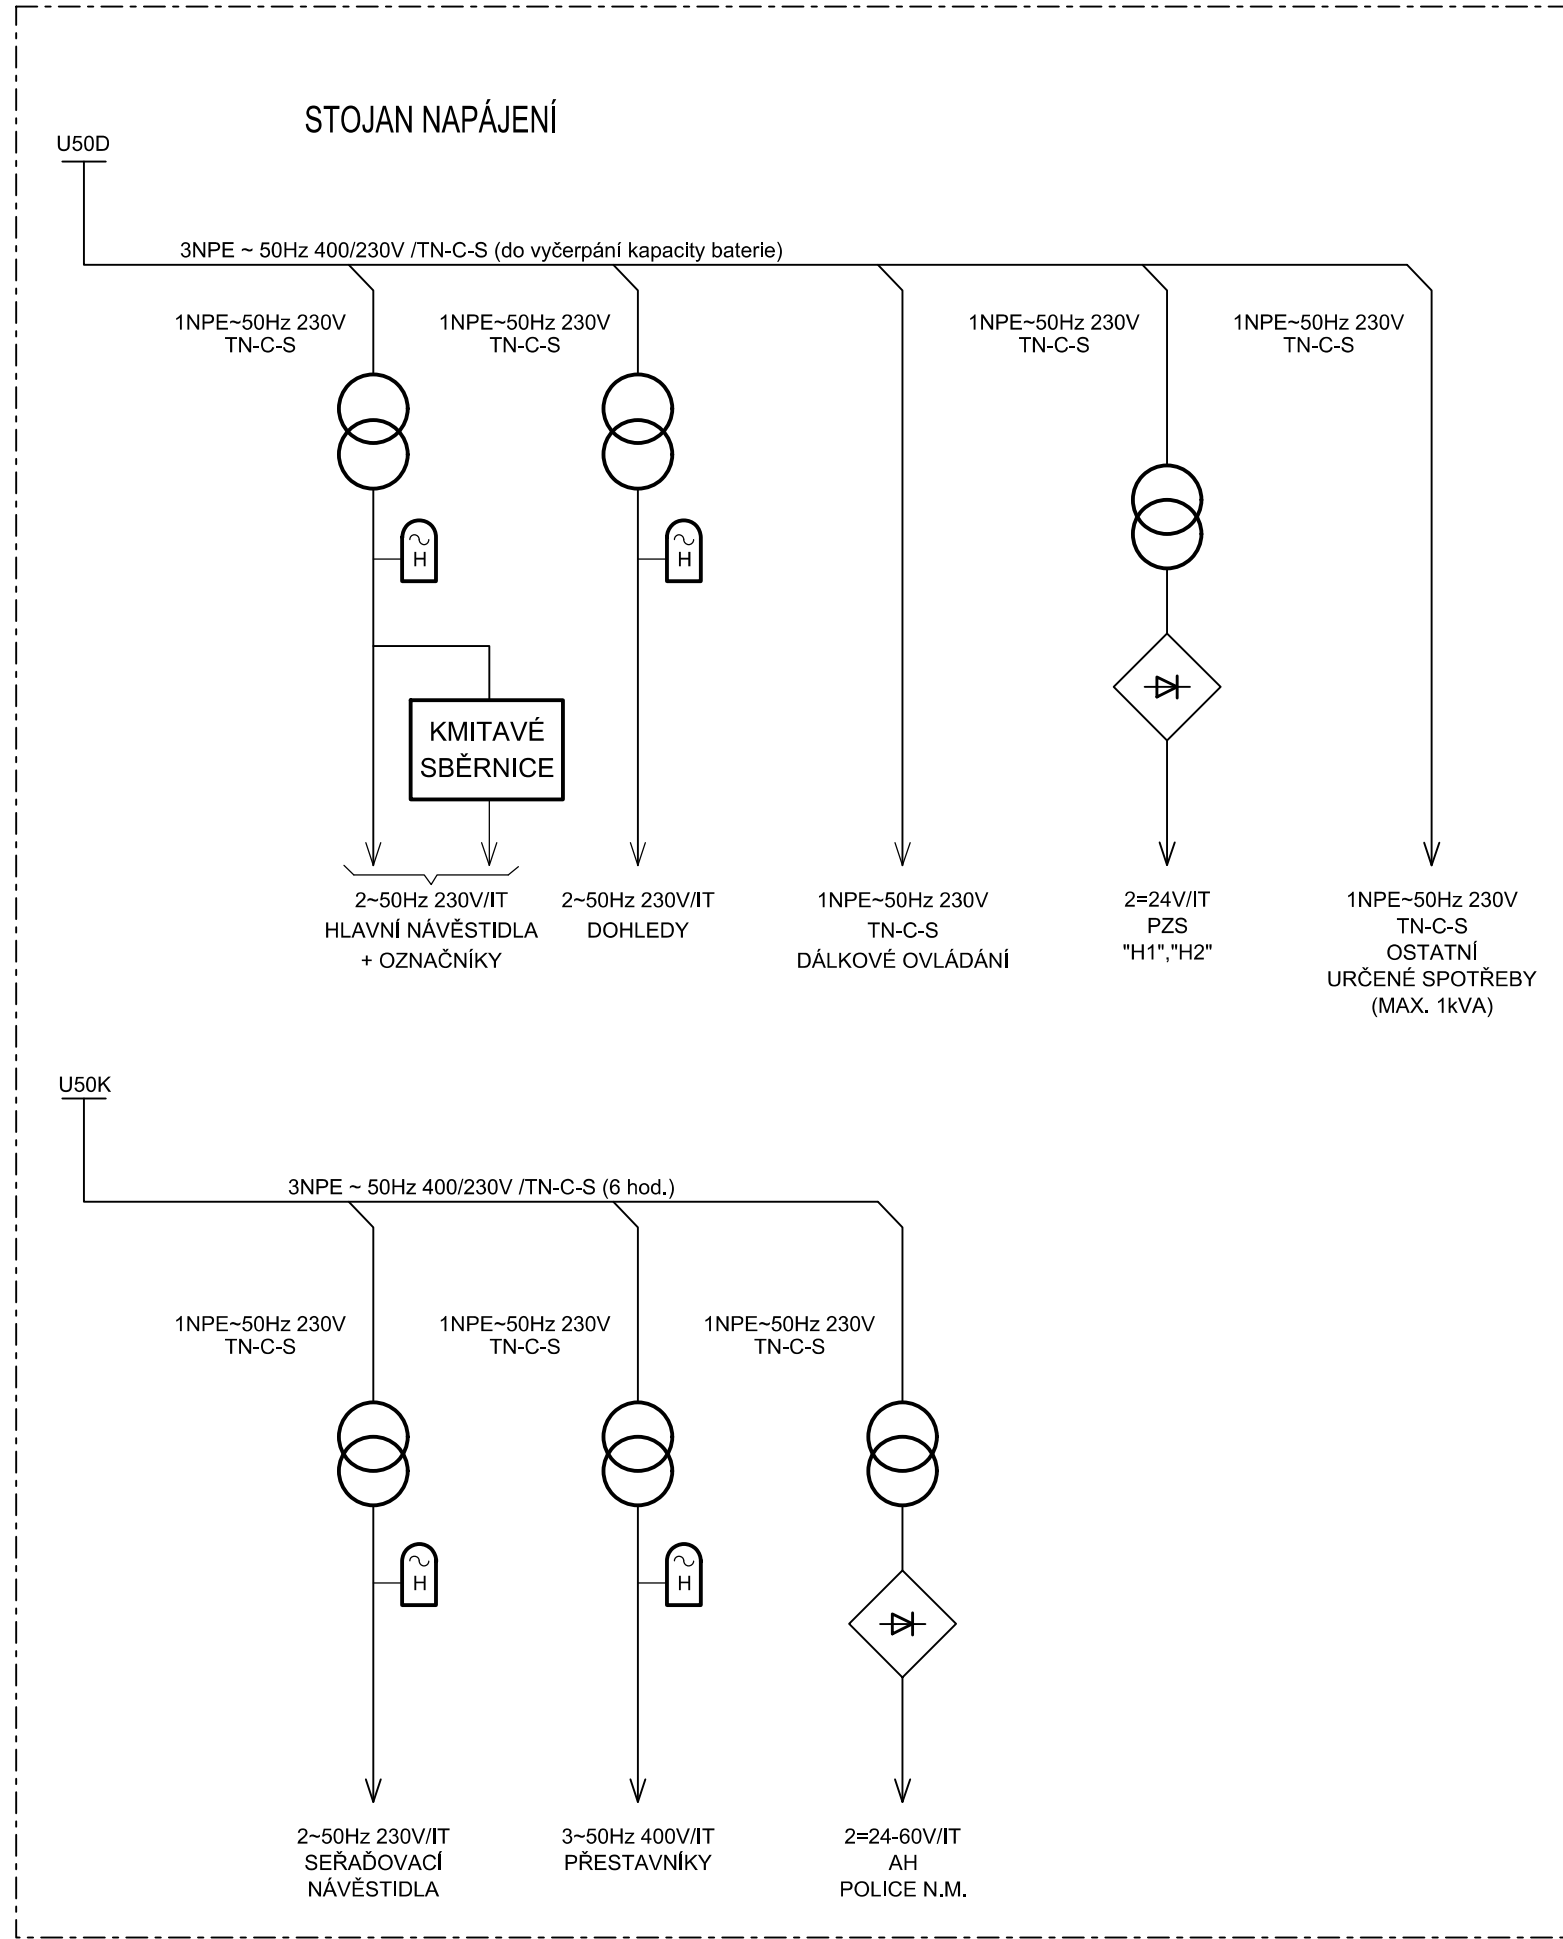 STOJAN NAPÁJENÍ
U50D
3NPE ~ 50Hz 400/230V /TN-C-S (do vyčerpání kapacity baterie)
1NPE~50Hz 230V
TN-C-S
1NPE~50Hz 230V
TN-C-S
1NPE~50Hz 230V
TN-C-S
1NPE~50Hz 230V
TN-C-S
H
H
KMITAVÉ
SBĚRNICE
2~50Hz 230V/IT
HLAVNÍ NÁVĚSTIDLA
+ OZNAČNÍKY
2~50Hz 230V/IT
DOHLEDY
1NPE~50Hz 230V
TN-C-S
DÁLKOVÉ OVLÁDÁNÍ
2=24V/IT
PZS
"H1","H2"
1NPE~50Hz 230V
TN-C-S
OSTATNÍ
URČENÉ SPOTŘEBY
(MAX. 1kVA)
U50K
3NPE ~ 50Hz 400/230V /TN-C-S (6 hod.)
1NPE~50Hz 230V
TN-C-S
1NPE~50Hz 230V
TN-C-S
1NPE~50Hz 230V
TN-C-S
H
H
2~50Hz 230V/IT
SEŘAĎOVACÍ
NÁVĚSTIDLA
3~50Hz 400V/IT
PŘESTAVNÍKY
2=24-60V/IT
AH
POLICE N.M.